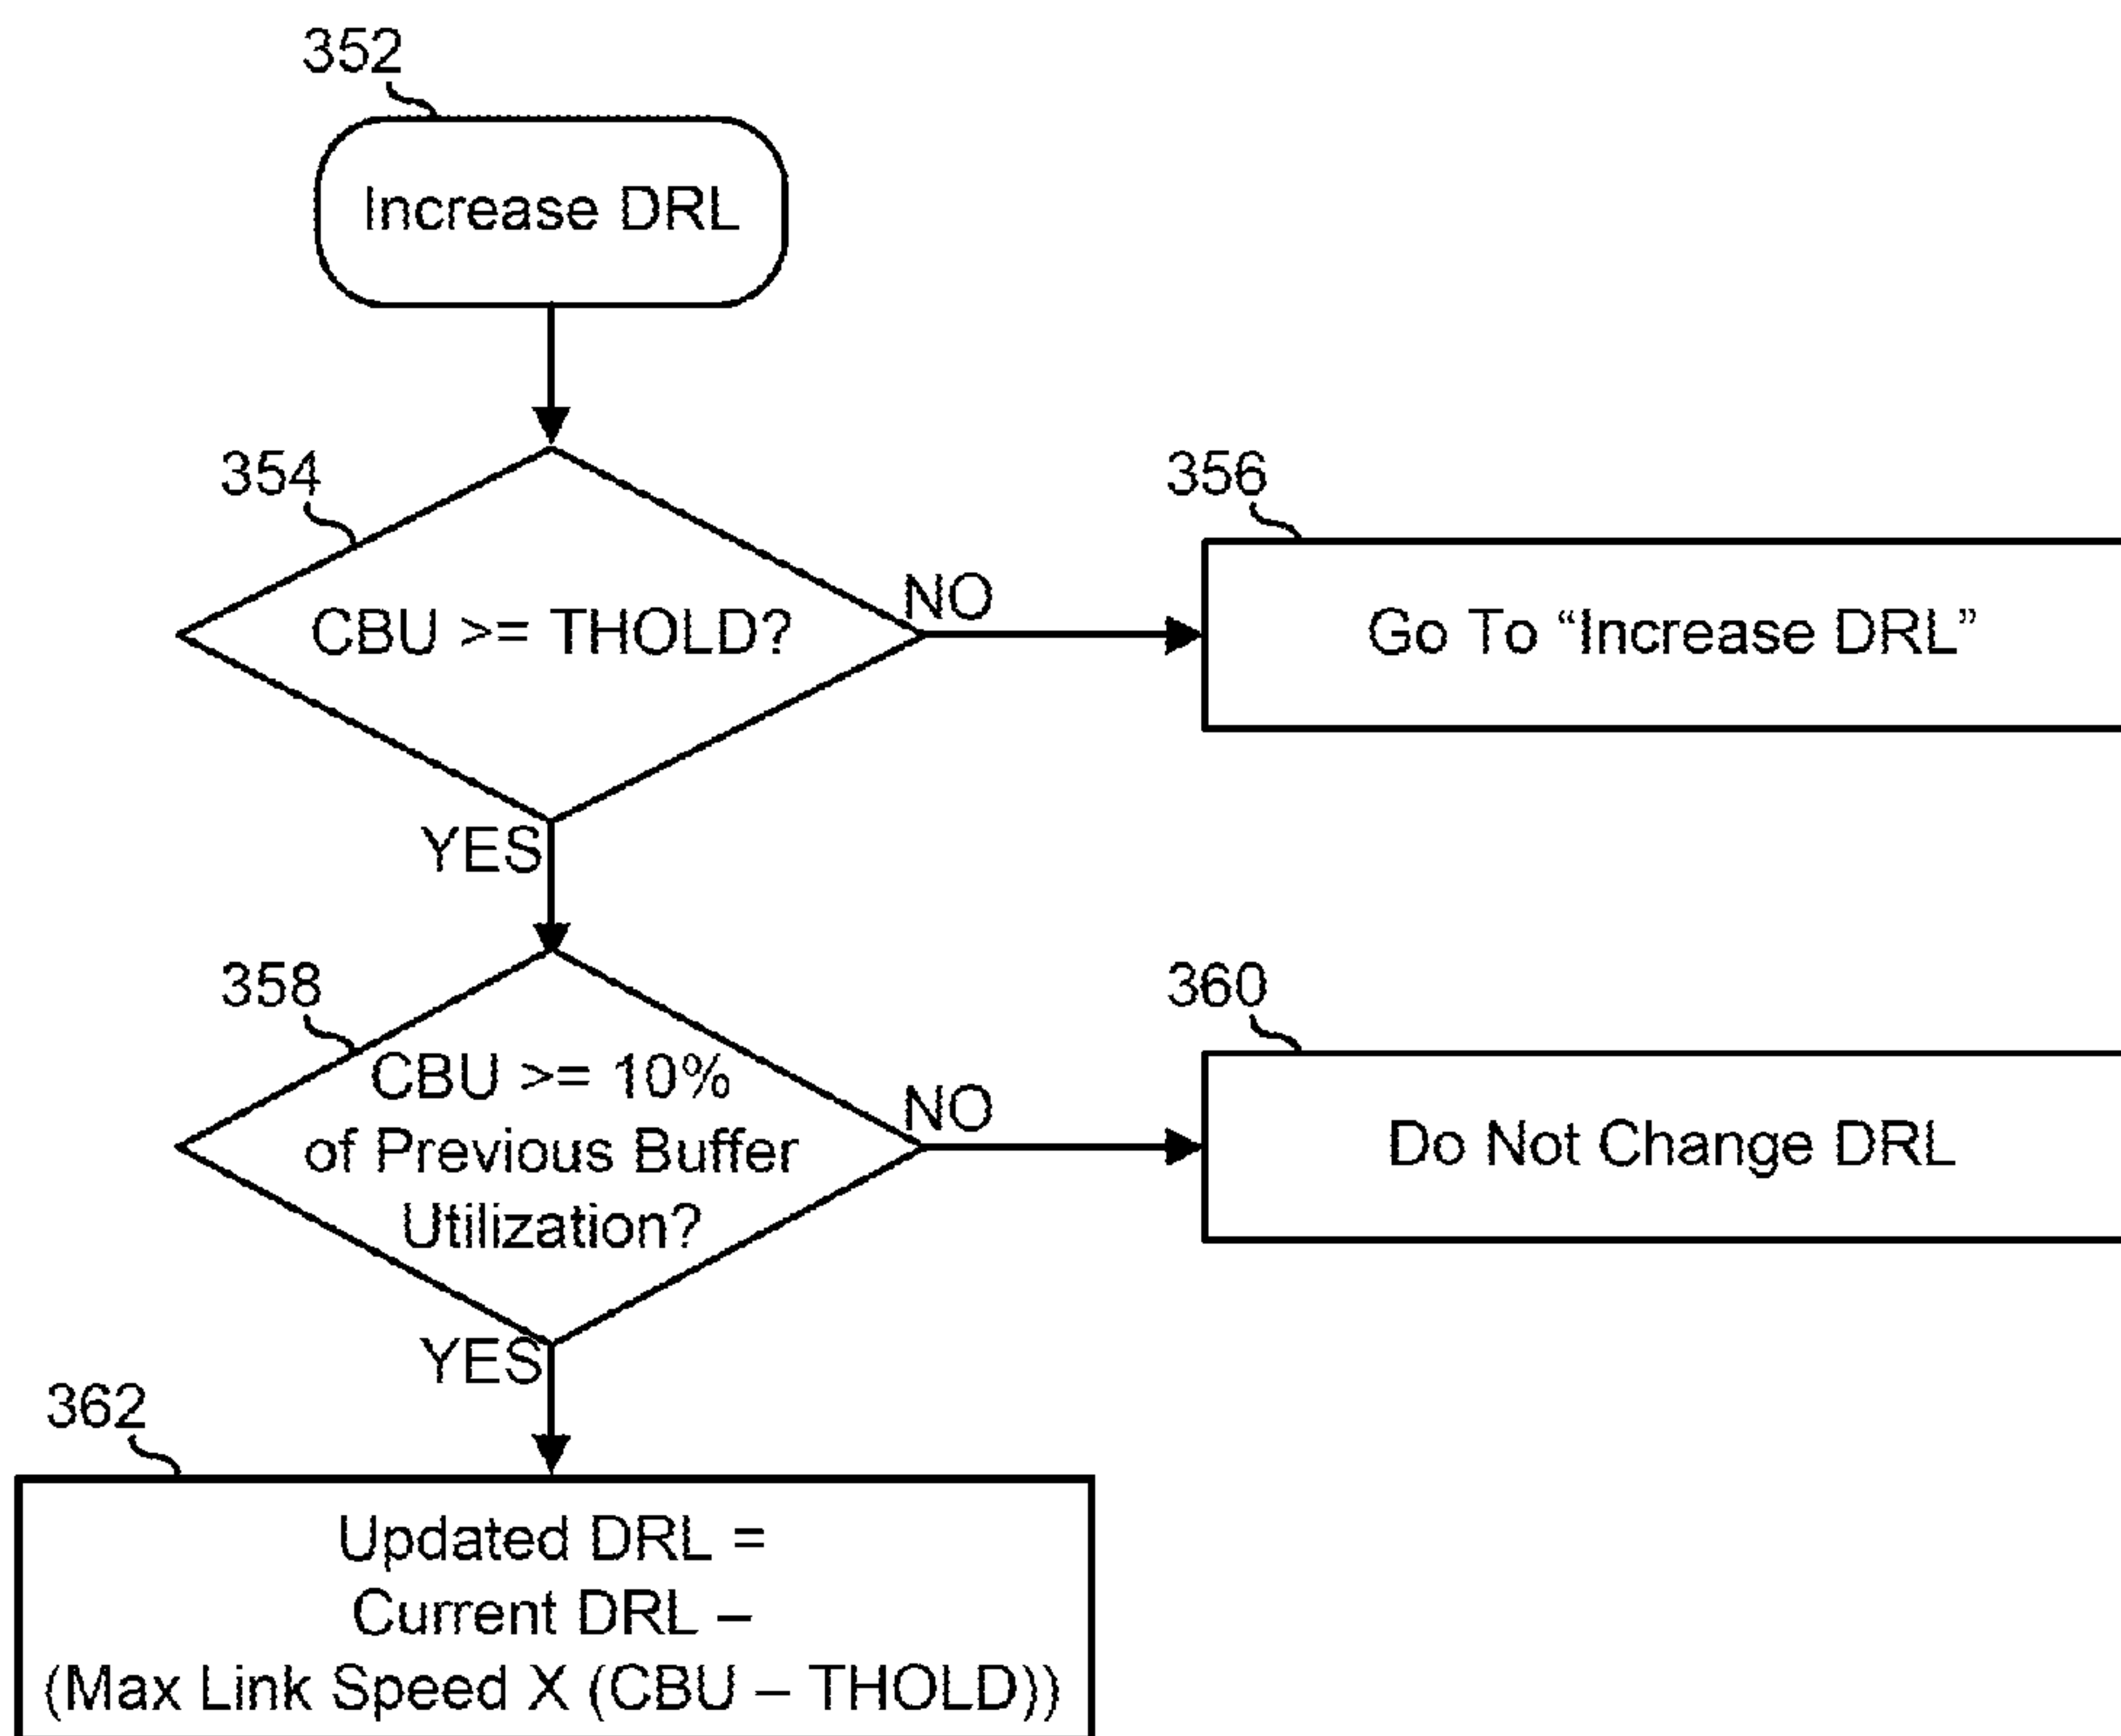 352
Increase DRL
354
CBU >= THOLD?
NO
356
Go To “Increase DRL”
YES
358
CBU >= 10%
of Previous Buffer
Utilization?
NO
360
Do Not Change DRL
YES
362
Updated DRL =
Current DRL –
(Max Link Speed X (CBU – THOLD))